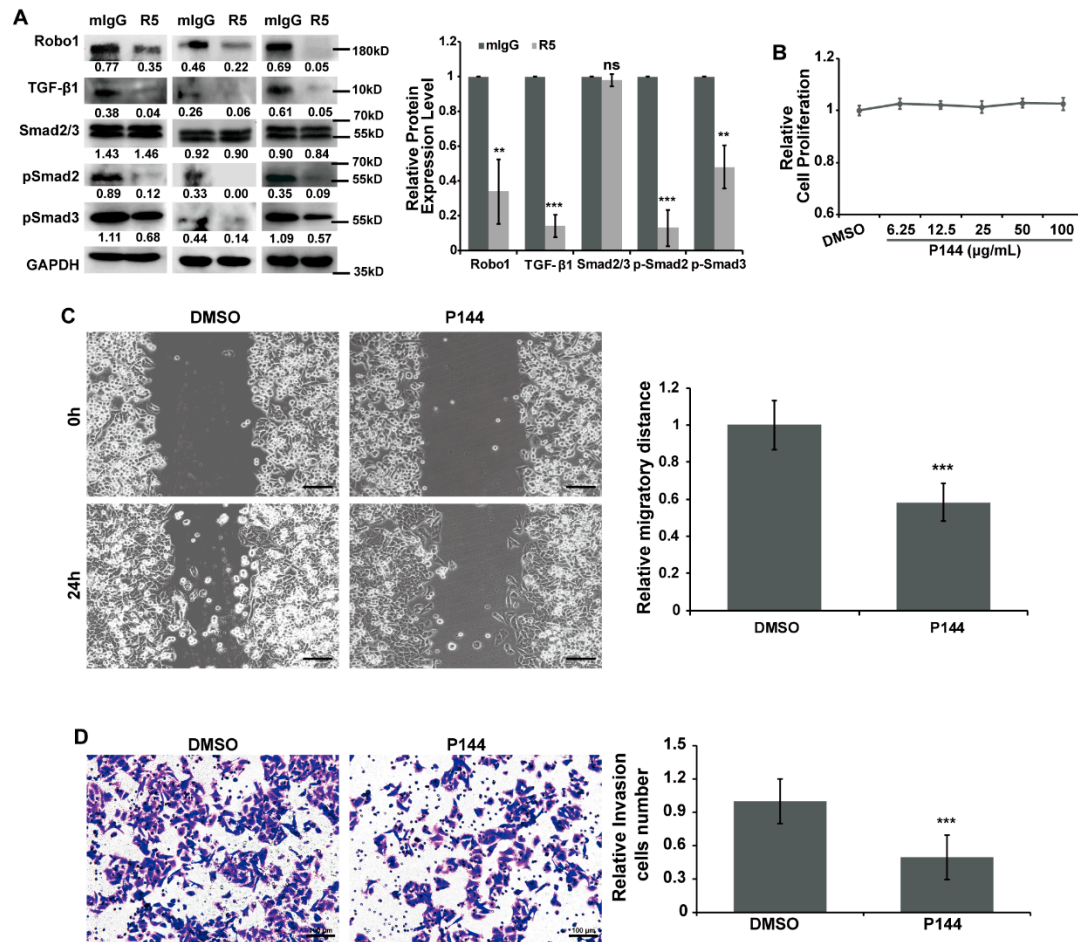 A
mIgG R5 mIgG R5 mIgG R5
Robo1
180kD
0.77 0.35 0.46 0.22 0.69 0.05
TGF-β1
10kD
0.38 0.04 0.26 0.06 0.61 0.05
70kD
Smad2/3
55kD
1.43 1.46 0.92 0.90 0.90 0.84
70kD
pSmad2
55kD
0.89 0.12 0.33 0.00 0.35 0.09
pSmad3
55kD
1.11 0.68 0.44 0.14 1.09 0.57
GAPDH
35kD
Relative Protein
Expression Level
mIgG R5
1.2
1
0.8
0.6
0.4
0.2
0
**
***
ns
***
**
Robo1 TGF-β1 Smad2/3 p-Smad2 p-Smad3
B
Relative
Cell Proliferation
1.2
1
0.8
0.6
DMSO 6.25 12.5 25 50 100
P144 (μg/mL)
C
DMSO P144
0h
24h
Relative migratory distance
1.2
1
0.8
0.6
0.4
0.2
0
***
DMSO P144
D
DMSO P144
100 μm
100 μm
Relative Invasion
cells number
1.5
1.2
0.9
0.6
0.3
0
***
DMSO P144